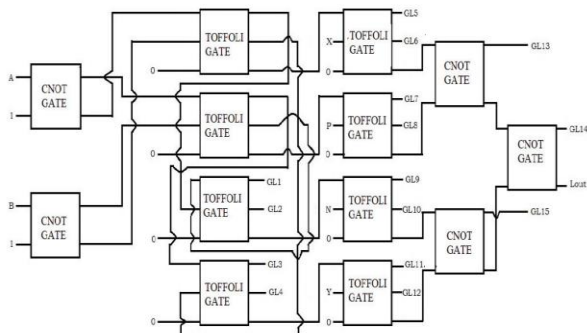 TOFFOLI
GATE
0
GL5
X
TOFFOLI
GATE
GL6
0
GL13
CNOT
GATE
A
1
CNOT
GATE
TOFFOLI
GATE
0
GL7
P
TOFFOLI
GATE
GL8
0
CNOT
GATE
GL14
Lout
B
1
CNOT
GATE
TOFFOLI
GATE
GL1
GL2
0
GL9
N
TOFFOLI
GATE
GL10
0
CNOT
GATE
GL15
TOFFOLI
GATE
GL3
GL4
0
GL11
Y
TOFFOLI
GATE
GL12
0